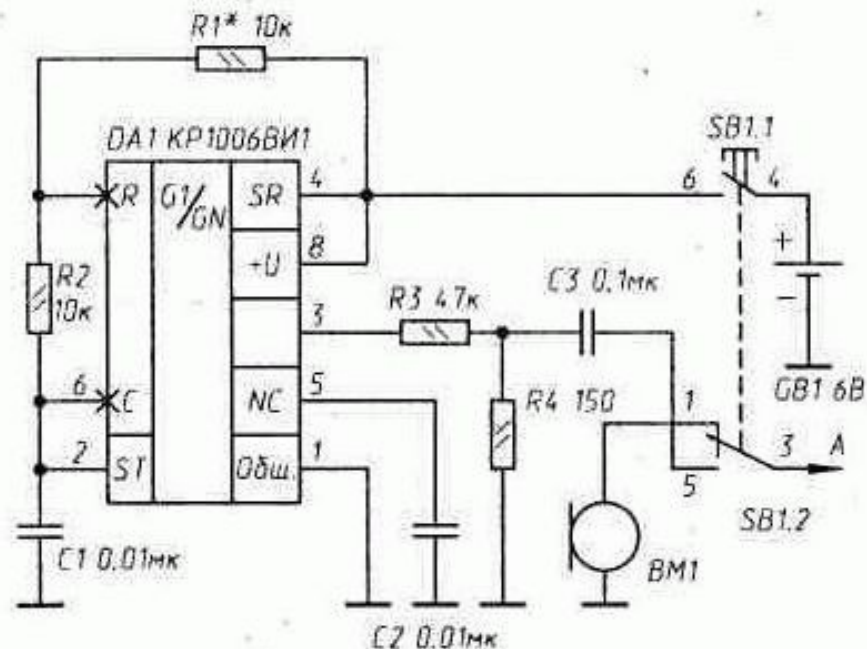 R1* 10к
DA1 КР1006ВИ1
SB1.1
R
G1/GN
SR
4
6
4
+U
8
+
R2
10к
3
R3 47к
C3 0,1мк
−
6
C
NC
5
R4 150
1
GB1 6В
2
ST
Общ.
1
5
3
A
SB1.2
C1 0,01мк
BM1
C2 0,01мк